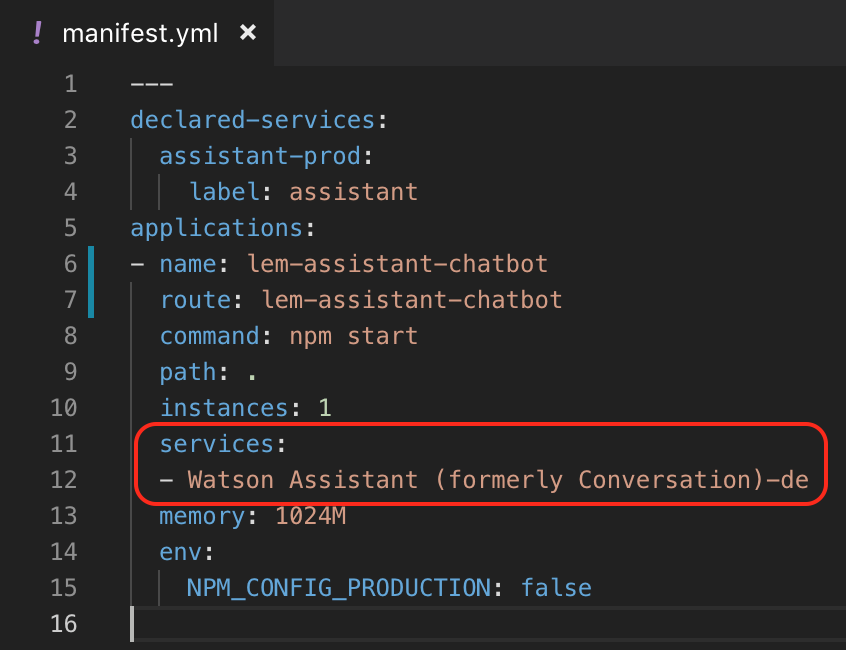 ! manifest.yml ×
1 ---
2 declared-services:
3   assistant-prod:
4     label: assistant
5 applications:
6 - name: lem-assistant-chatbot
7   route: lem-assistant-chatbot
8   command: npm start
9   path: .
10   instances: 1
11   services:
12   - Watson Assistant (formerly Conversation)-de
13   memory: 1024M
14   env:
15     NPM_CONFIG_PRODUCTION: false
16